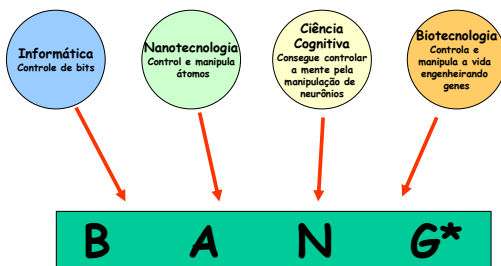 Informática
Controle de bits
Nanotecnologia
Control e manipula
átomos
Ciência
Cognitiva
Consegue controlar
a mente pela
manipulação de
neurônios
Biotecnologia
Controla e
manipula a vida
engenheirando
genes
B A N G*